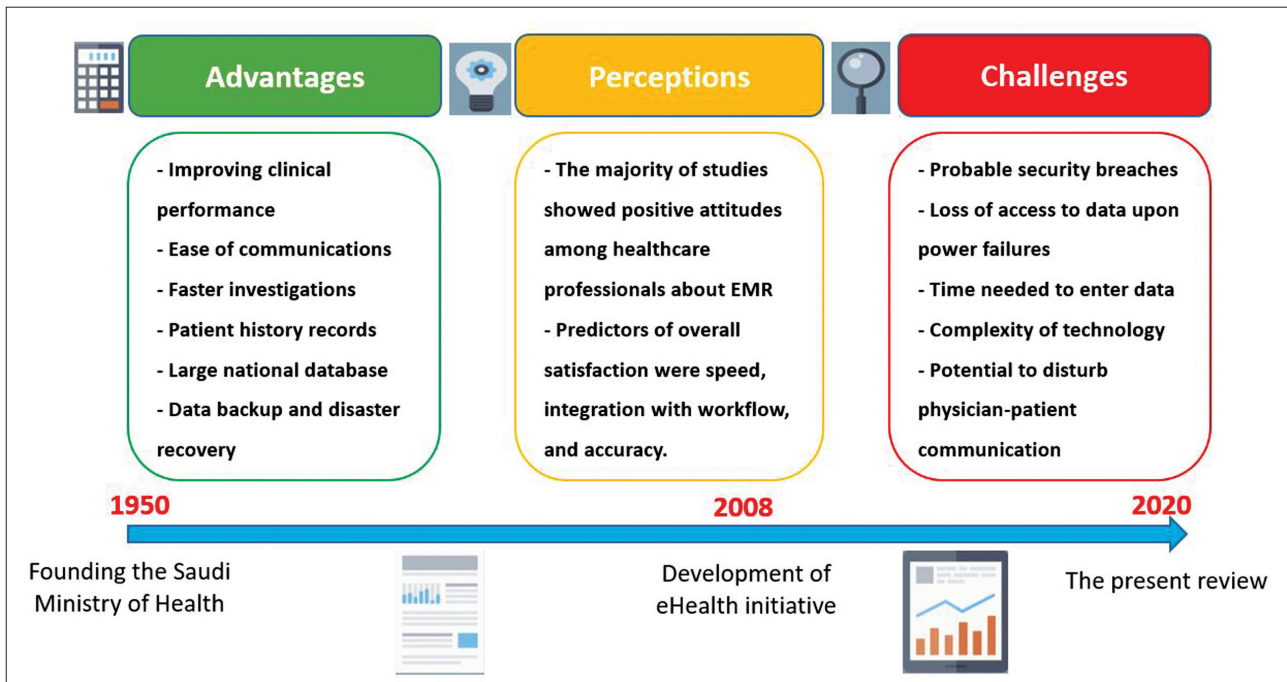 Advantages
- Improving clinical
performance
- Ease of communications
- Faster investigations
- Patient history records
- Large national database
- Data backup and disaster
recovery
Perceptions
- The majority of studies
showed positive attitudes
among healthcare
professionals about EMR
- Predictors of overall
satisfaction were speed,
integration with workflow,
and accuracy.
Challenges
- Probable security breaches
- Loss of access to data upon
power failures
- Time needed to enter data
- Complexity of technology
- Potential to disturb
physician-patient
communication
1950
2008
2020
Founding the Saudi
Ministry of Health
Development of
eHealth initiative
The present review